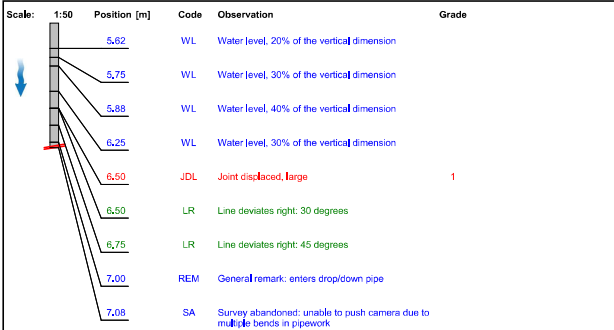 Scale: 1:50 Position [m] Code Observation Grade
5.62 WL Water level, 20% of the vertical dimension
5.75 WL Water level, 30% of the vertical dimension
5.88 WL Water level, 40% of the vertical dimension
6.25 WL Water level, 30% of the vertical dimension
6.50 JDL Joint displaced, large 1
6.50 LR Line deviates right: 30 degrees
6.75 LR Line deviates right: 45 degrees
7.00 REM General remark: enters drop/down pipe
7.08 SA Survey abandoned: unable to push camera due to
multiple bends in pipework